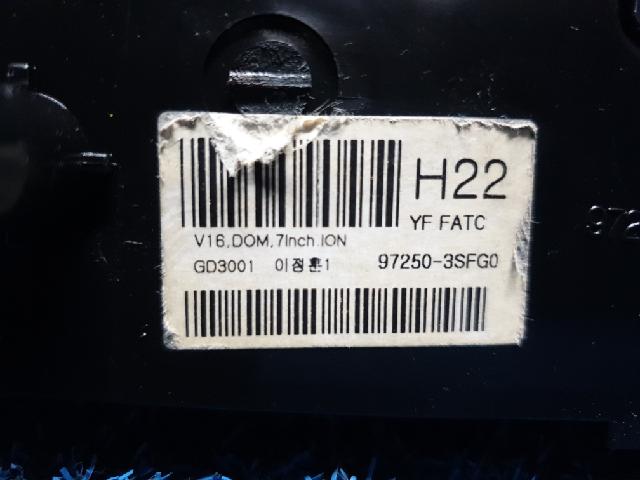 H22
YF FATC
V16,DOM,7Inch.ION
GD3001 이정훈1 97250-3SFG0